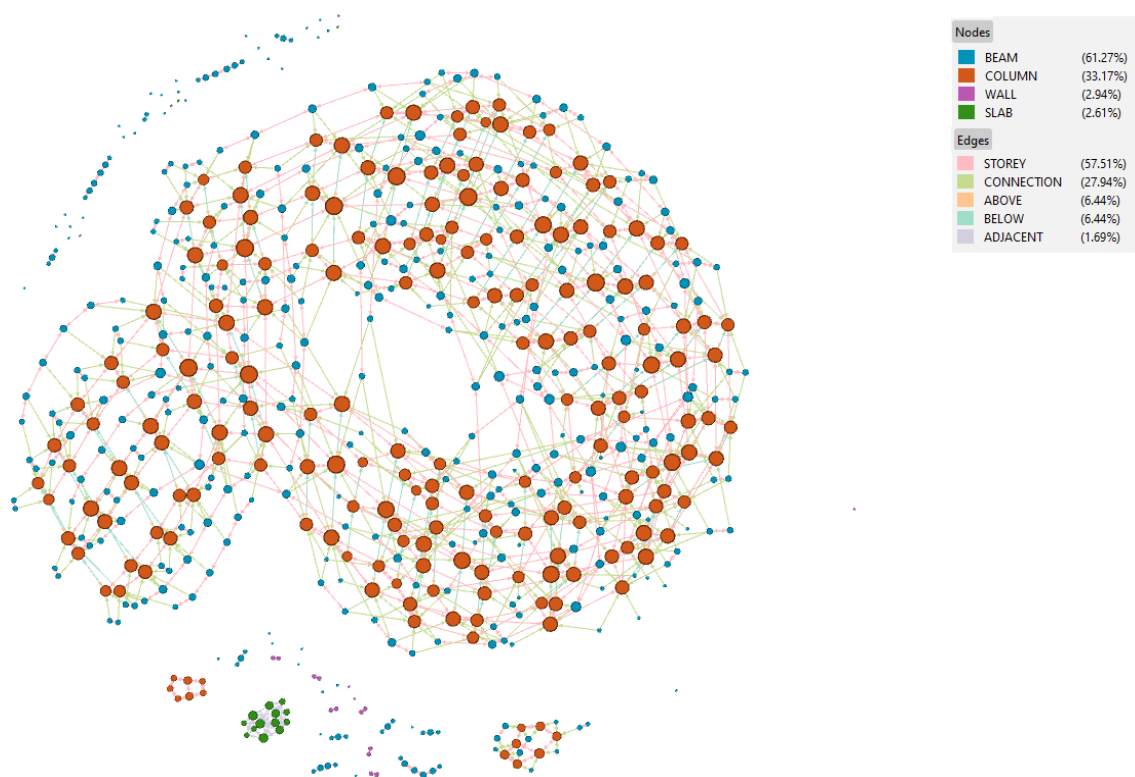 Nodes
BEAM (61.27%)
COLUMN (33.17%)
WALL (2.94%)
SLAB (2.61%)
Edges
STOREY (57.51%)
CONNECTION (27.94%)
ABOVE (6.44%)
BELOW (6.44%)
ADJACENT (1.69%)